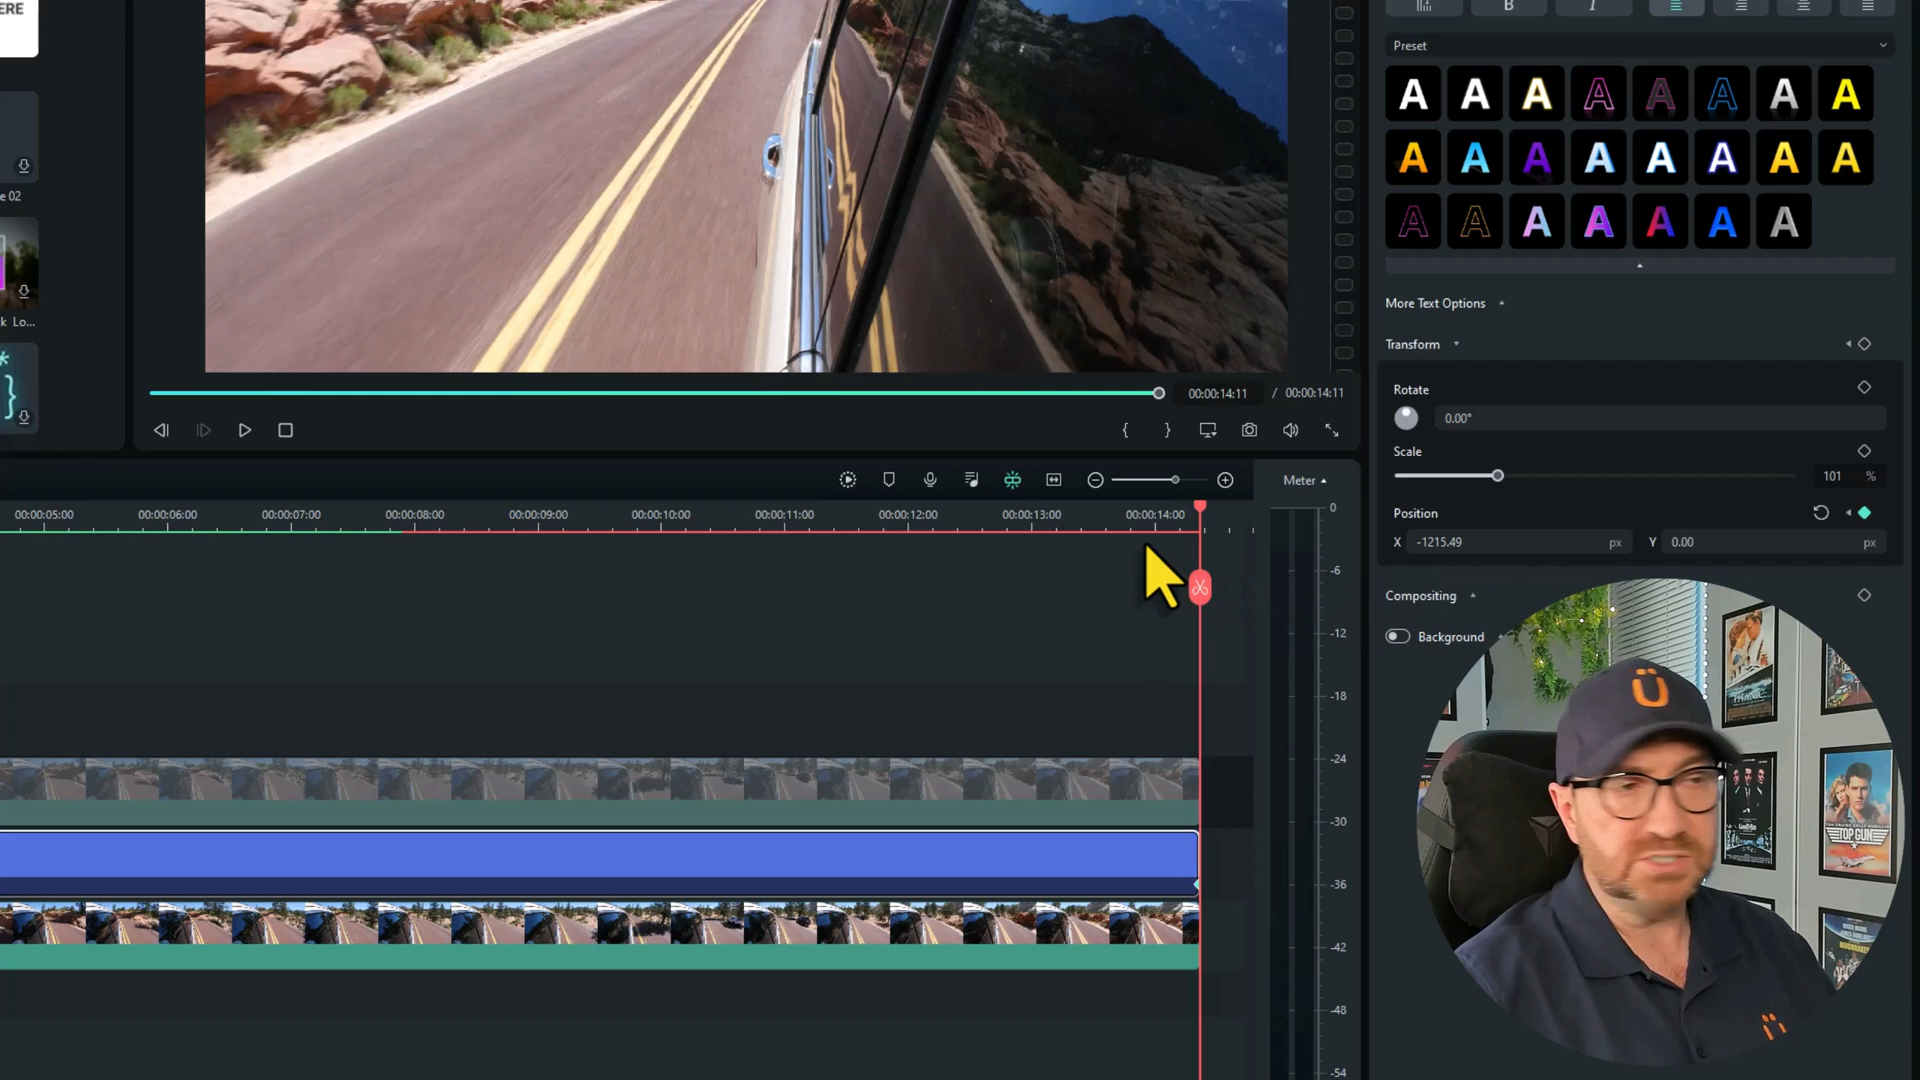 ERE
e 02
k Lo...
00:00:14:11 / 00:00:14:11
{ }
Meter
00:00:05:00 00:00:06:00 00:00:07:00 00:00:08:00 00:00:09:00 00:00:10:00 00:00:11:00 00:00:12:00 00:00:13:00 00:00:14:00
0
-6
-12
-18
-24
-30
-36
-42
-48
-54
B I
Preset
A A A A A A A A
A A A A A A A A
A A A A A A A
More Text Options
Transform
Rotate
0.00°
Scale
101 %
Position
X -1215.49 px Y 0.00 px
Compositing
Background
Ü
TITANIC
TOP GUN